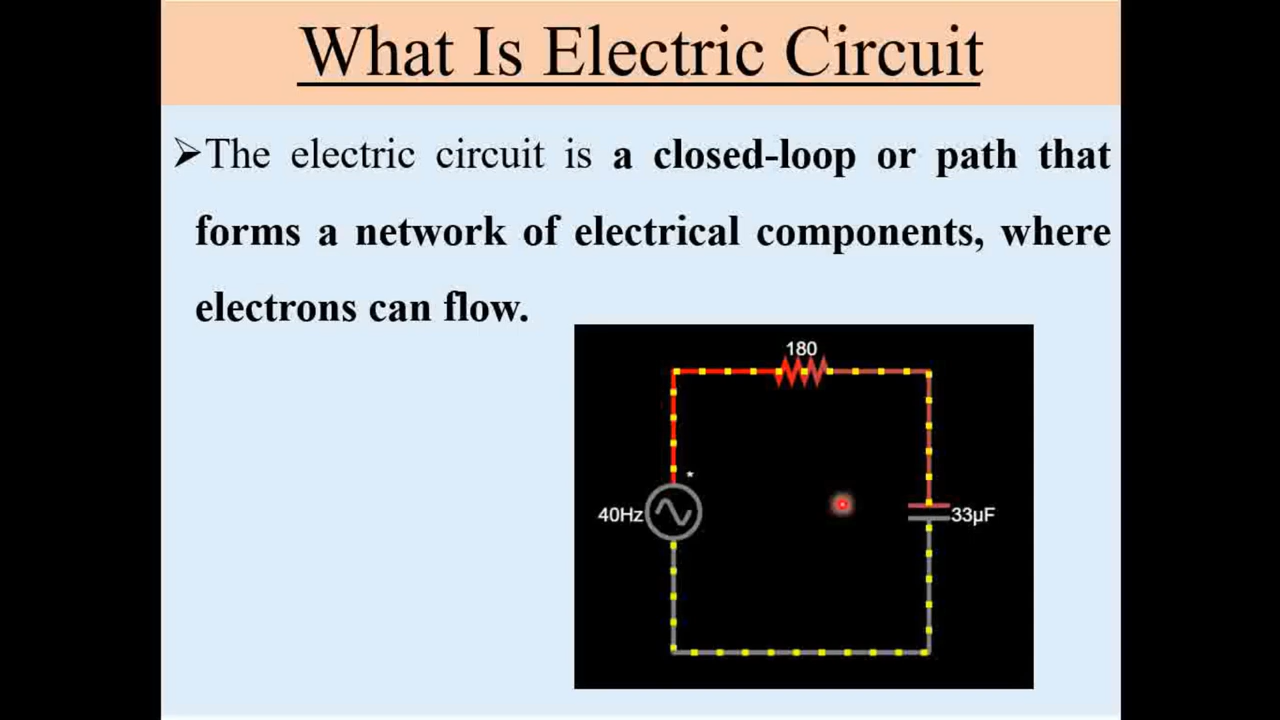 What Is Electric Circuit
➤The electric circuit is a closed-loop or path that
forms a network of electrical components, where
electrons can flow.
180
*
40Hz
33µF